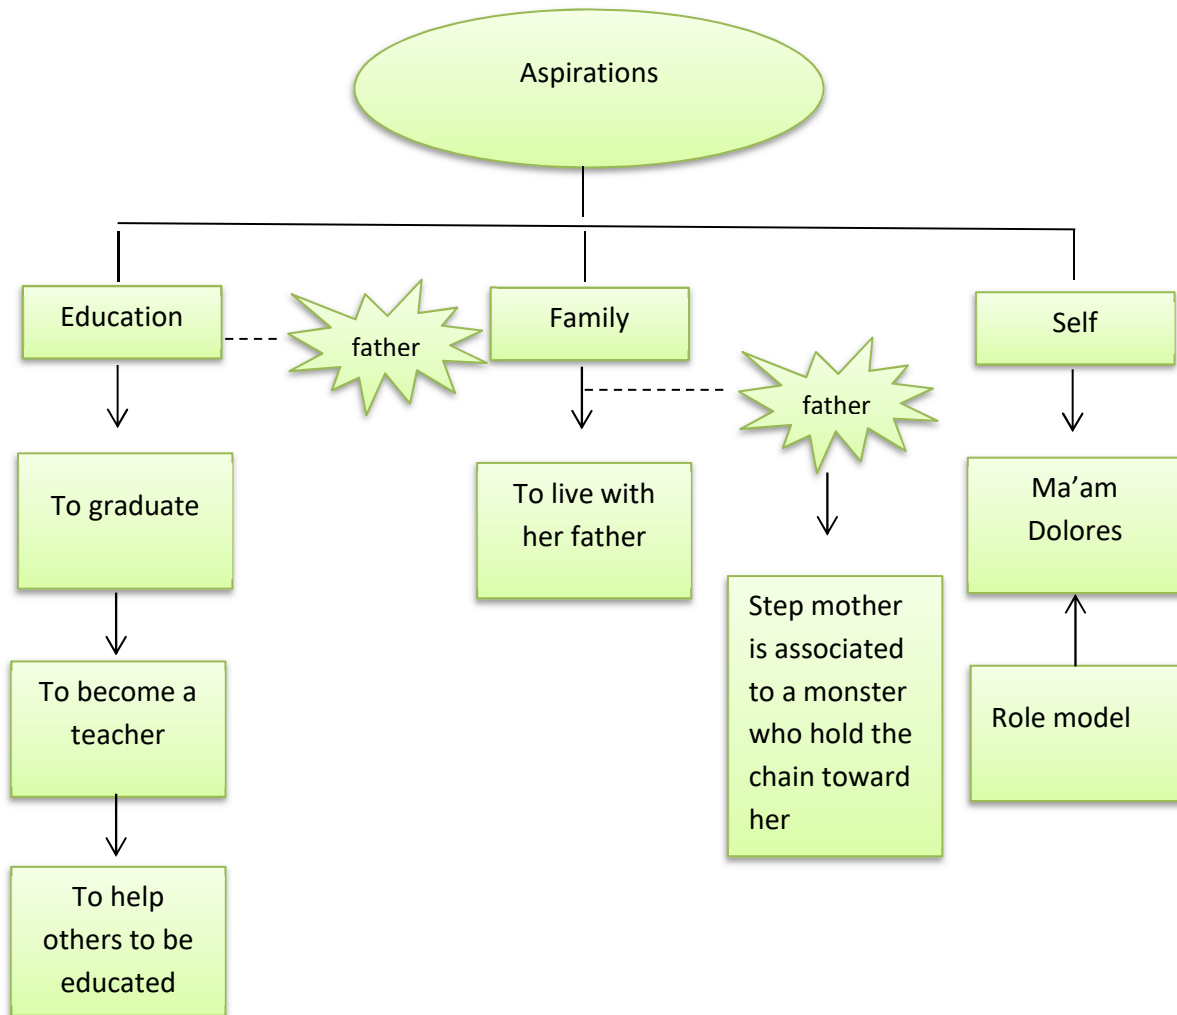 Aspirations
Education
father
Family
father
Self
To graduate
To live with
her father
Ma’am
Dolores
Step mother
is associated
to a monster
who hold the
chain toward
her
To become a
teacher
Role model
To help
others to be
educated